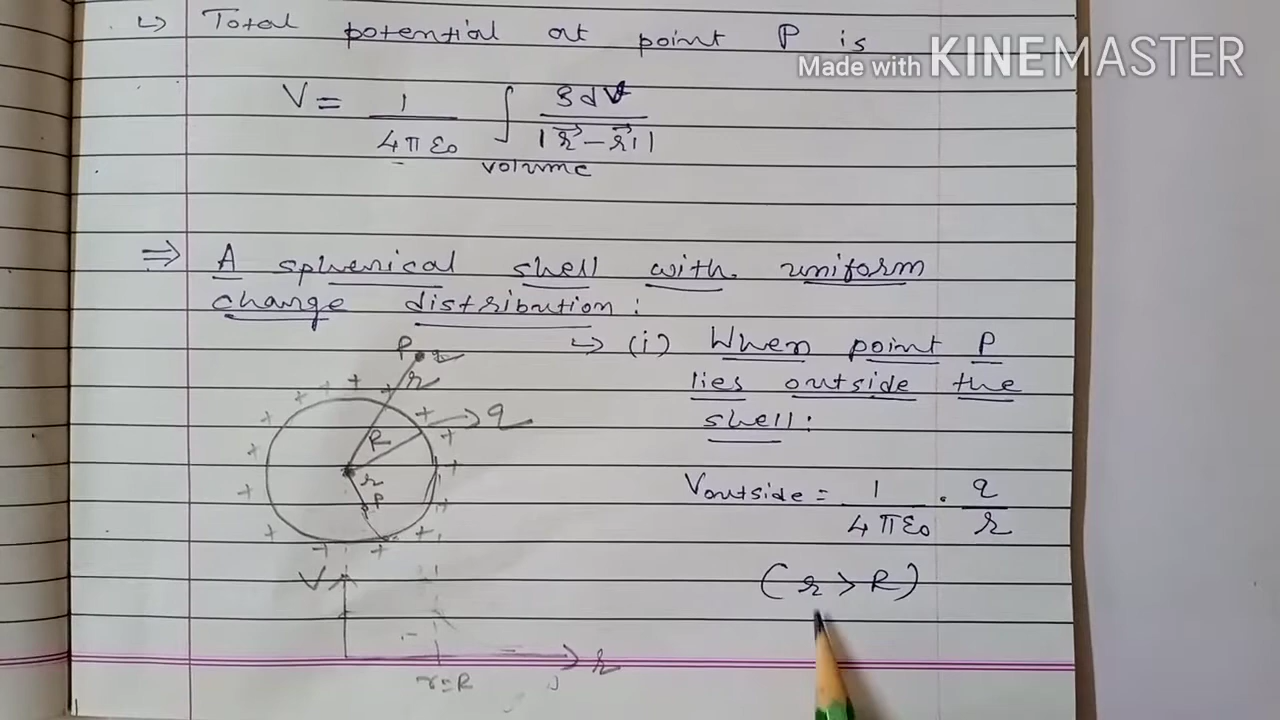 ↳ Total potential at point P is
Made with KINEMASTER
V = 1/4πε₀ ∫ ρdV/|r⃗ - r⃗'|
volume
⇒ A spherical shell with uniform
charge distribution:
↳ (i) When point P
lies outside the
shell:
P
r
q
R
r
P
V outside = 1/4πε₀ . q/r
(r > R)
V
r
r=R